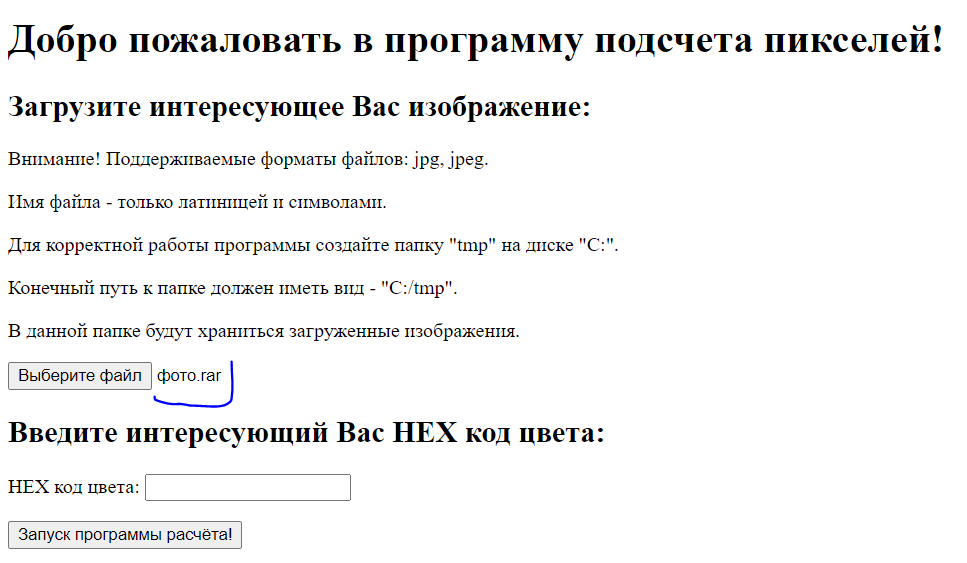 Добро пожаловать в программу подсчета пикселей!
Загрузите интересующее Вас изображение:
Внимание! Поддерживаемые форматы файлов: jpg, jpeg.
Имя файла - только латиницей и символами.
Для корректной работы программы создайте папку "tmp" на диске "C:".
Конечный путь к папке должен иметь вид - "C:/tmp".
В данной папке будут храниться загруженные изображения.
Выберите файл фото.rar
Введите интересующий Вас HEX код цвета:
HEX код цвета:
Запуск программы расчёта!